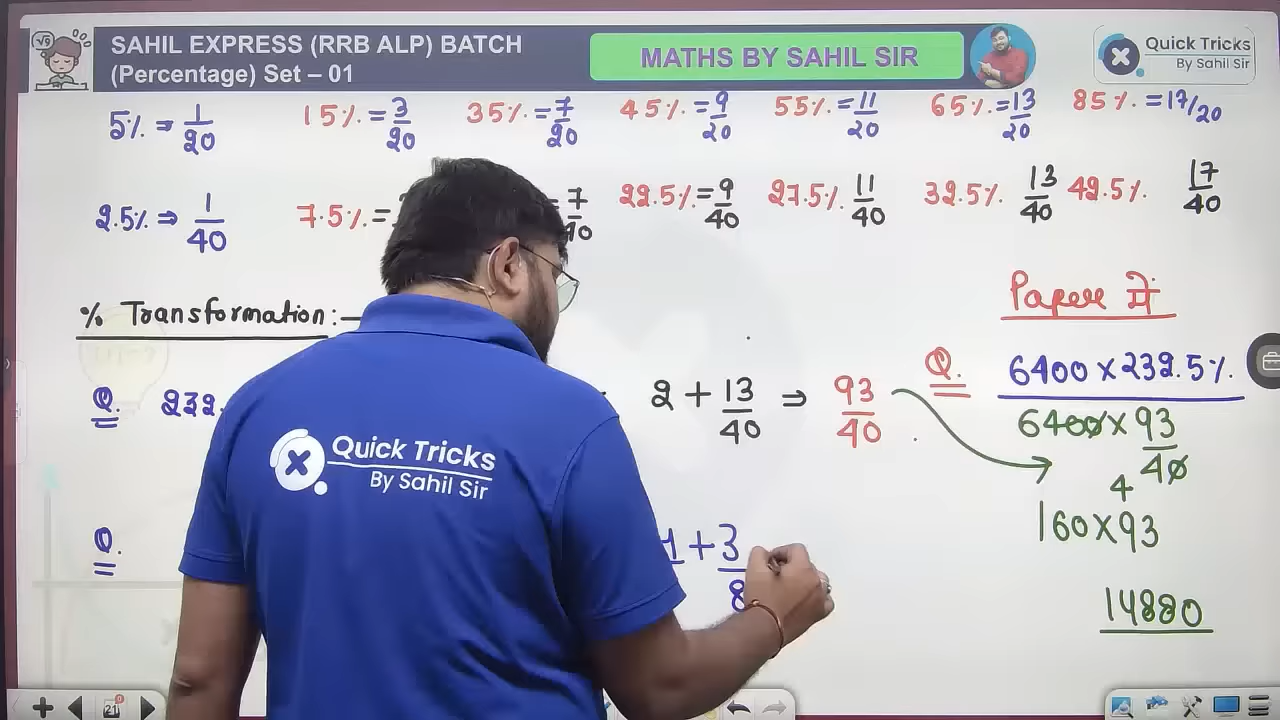 SAHIL EXPRESS (RRB ALP) BATCH
(Percentage) Set – 01
MATHS BY SAHIL SIR
Quick Tricks
By Sahil Sir
5% ⇒ 1/20 15% = 3/20 35% = 7/20 45% = 9/20 55% = 11/20 65% = 13/20 85% = 17/20
2.5% ⇒ 1/40 7.5% = = 7/40 22.5% = 9/40 27.5% 11/40 32.5% 13/40 42.5% 17/40
% Transformation :—
Paper में
Q. 232. 2 + 13/40 ⇒ 93/40
Q. 6400 × 232.5%
6400 × 93/40
4
160 × 93
14880
Q. 1 + 3/8
Quick Tricks
By Sahil Sir
21